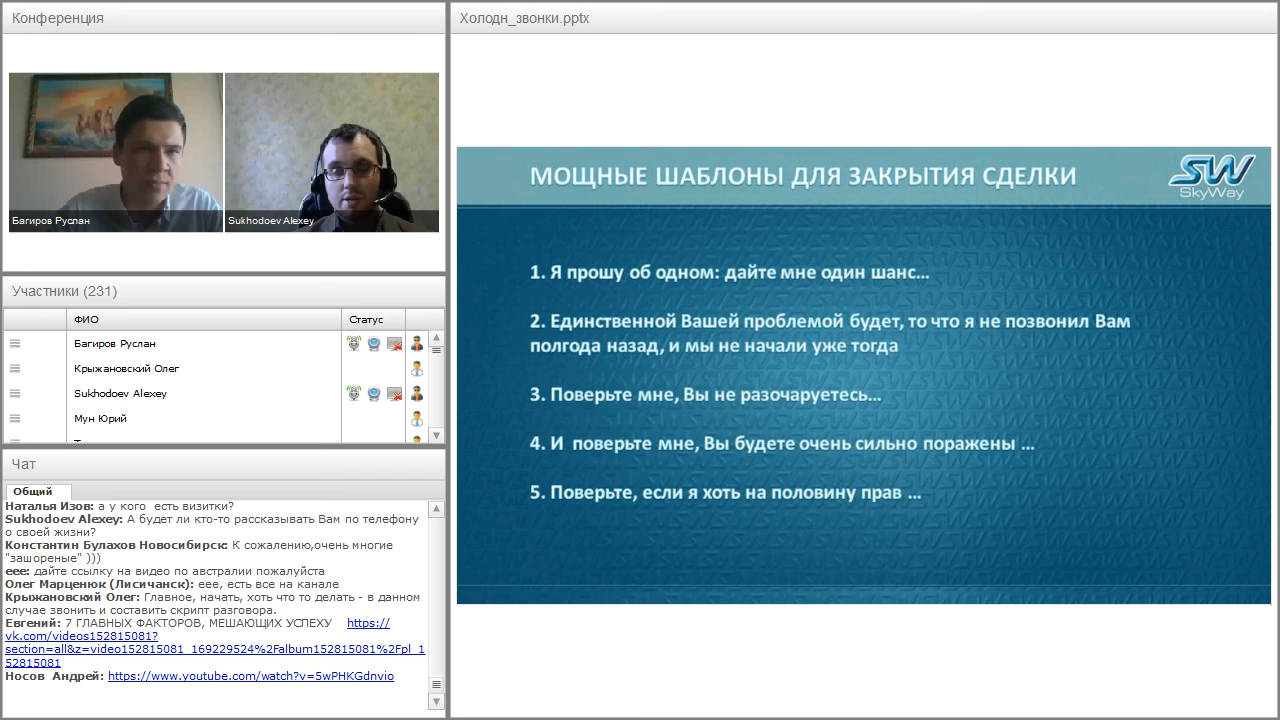 Конференция
Багиров Руслан
Sukhodoev Alexey
Участники (231)
ФИО
Статус
Багиров Руслан
Крыжановский Олег
Sukhodoev Alexey
Мун Юрий
Чат
Общий
Наталья Изов: а у кого есть визитки?
Sukhodoev Alexey: А будет ли кто-то рассказывать Вам по телефону
о своей жизни?
Константин Булахов Новосибирск: К сожалению,очень многие
"зашореные" )))
еее: дайте ссылку на видео по австралии пожалуйста
Олег Марценюк (Лисичанск): еее, есть все на канале
Крыжановский Олег: Главное, начать, хоть что то делать - в данном
случае звонить и составить скрипт разговора.
Евгений: 7 ГЛАВНЫХ ФАКТОРОВ, МЕШАЮЩИХ УСПЕХУ https://
vk.com/videos152815081?
section=all&z=video152815081_169229524%2Falbum152815081%2Fpl_1
52815081
Носов Андрей: https://www.youtube.com/watch?v=5wPHKGdnvio
Холодн_звонки.pptx
МОЩНЫЕ ШАБЛОНЫ ДЛЯ ЗАКРЫТИЯ СДЕЛКИ
SW
SkyWay
1. Я прошу об одном: дайте мне один шанс…
2. Единственной Вашей проблемой будет, то что я не позвонил Вам
полгода назад, и мы не начали уже тогда
3. Поверьте мне, Вы не разочаруетесь…
4. И поверьте мне, Вы будете очень сильно поражены …
5. Поверьте, если я хоть на половину прав …